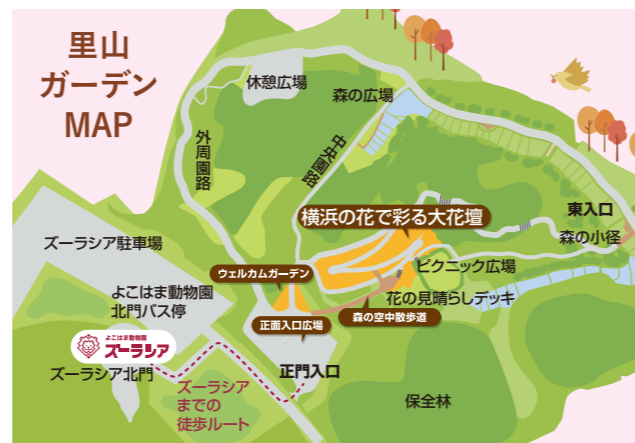 里山
ガーデン
MAP
休憩広場
森の広場
外周園路
中央園路
横浜の花で彩る大花壇
東入口
森の小径
ズーラシア駐車場
ウェルカムガーデン
ピクニック広場
よこはま動物園
北門バス停
花の見晴らしデッキ
正面入口広場
森の空中散歩道
よこはま動物園
ズーラシア
ズーラシア北門
正門入口
ズーラシア
までの
徒歩ルート
保全林